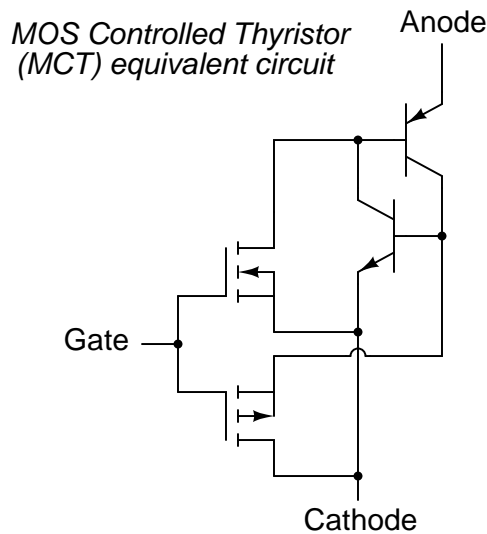 MOS Controlled Thyristor
(MCT) equivalent circuit
Anode
Gate
Cathode